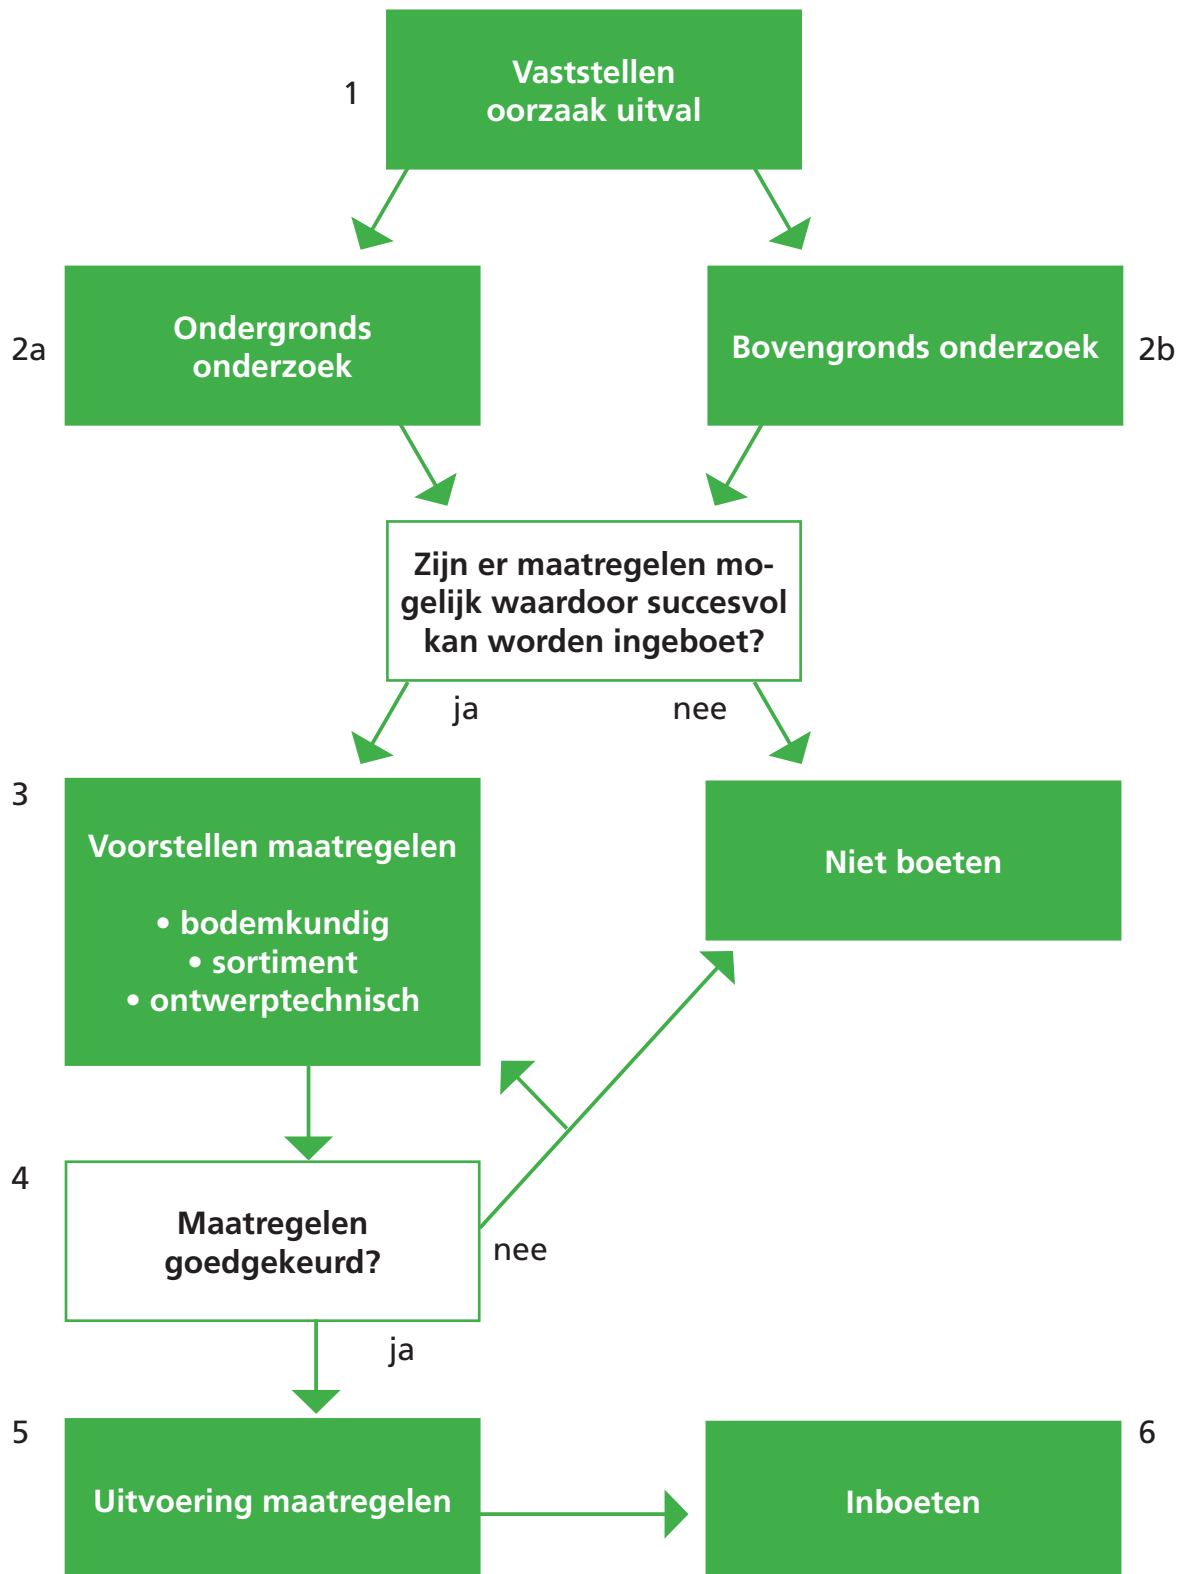 1
Vaststellen
oorzaak uitval
2a
Ondergronds
onderzoek
Bovengronds onderzoek
2b
Zijn er maatregelen mo-
gelijk waardoor succesvol
kan worden ingeboet?
ja
nee
3
Voorstellen maatregelen
• bodemkundig
• sortiment
• ontwerptechnisch
Niet boeten
4
Maatregelen
goedgekeurd?
nee
ja
5
Uitvoering maatregelen
6
Inboeten